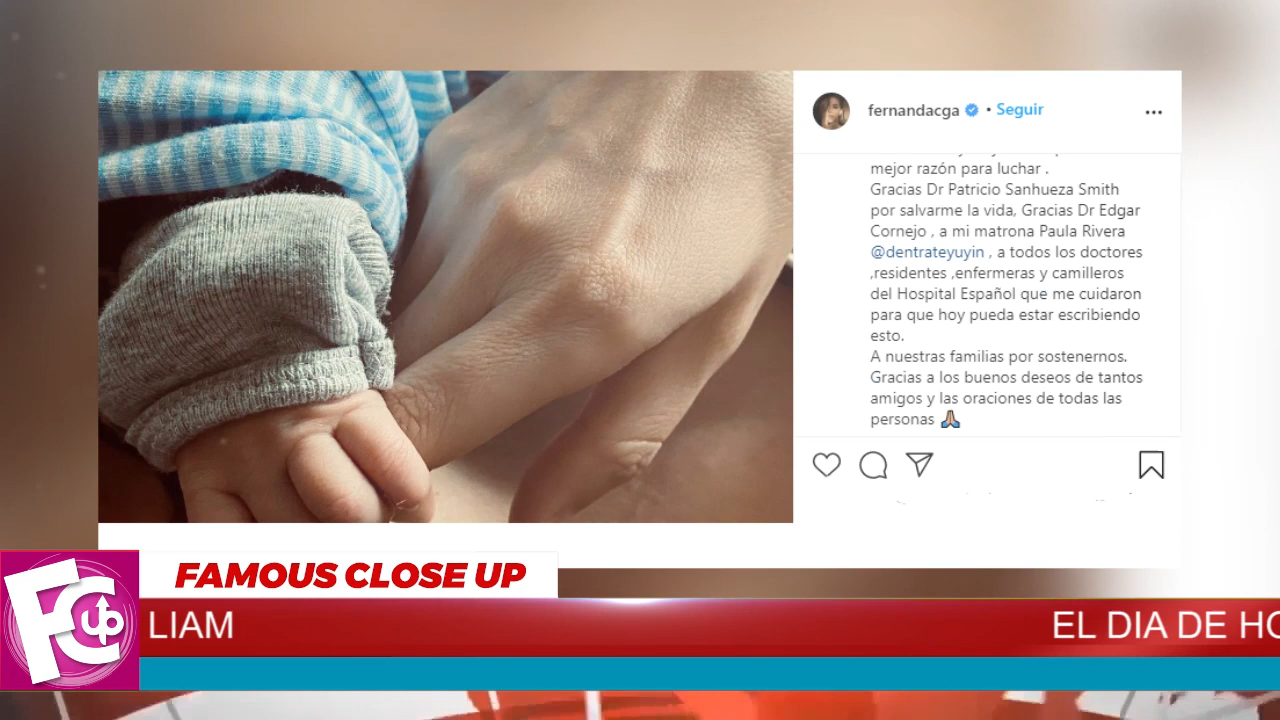 fernandacga • Seguir
mejor razón para luchar .
Gracias Dr Patricio Sanhueza Smith
por salvarme la vida, Gracias Dr Edgar
Cornejo , a mi matrona Paula Rivera
@dentrateyuyin , a todos los doctores
,residentes ,enfermeras y camilleros
del Hospital Español que me cuidaron
para que hoy pueda estar escribiendo
esto.
A nuestras familias por sostenernos.
Gracias a los buenos deseos de tantos
amigos y las oraciones de todas las
personas 🙏🏼
FAMOUS CLOSE UP
FC up
LIAM
EL DIA DE HO